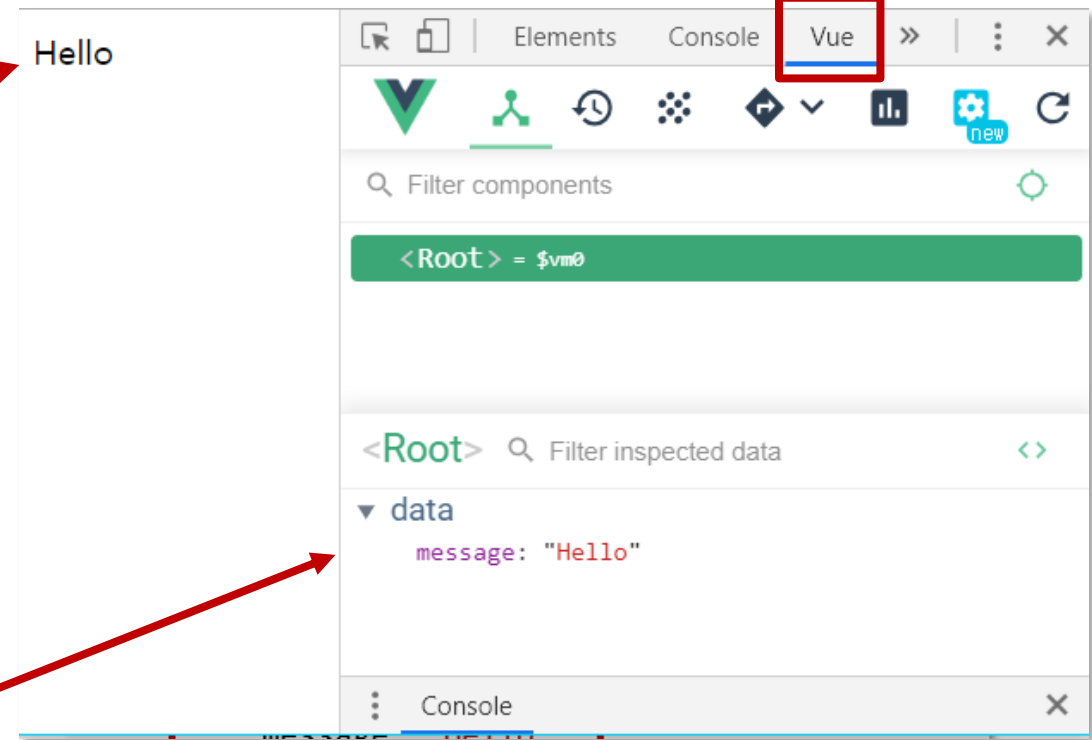 Hello
Elements Console Vue »
new
Filter components
<Root> = $vm0
<Root> Filter inspected data < >
▼ data
message: "Hello"
Console